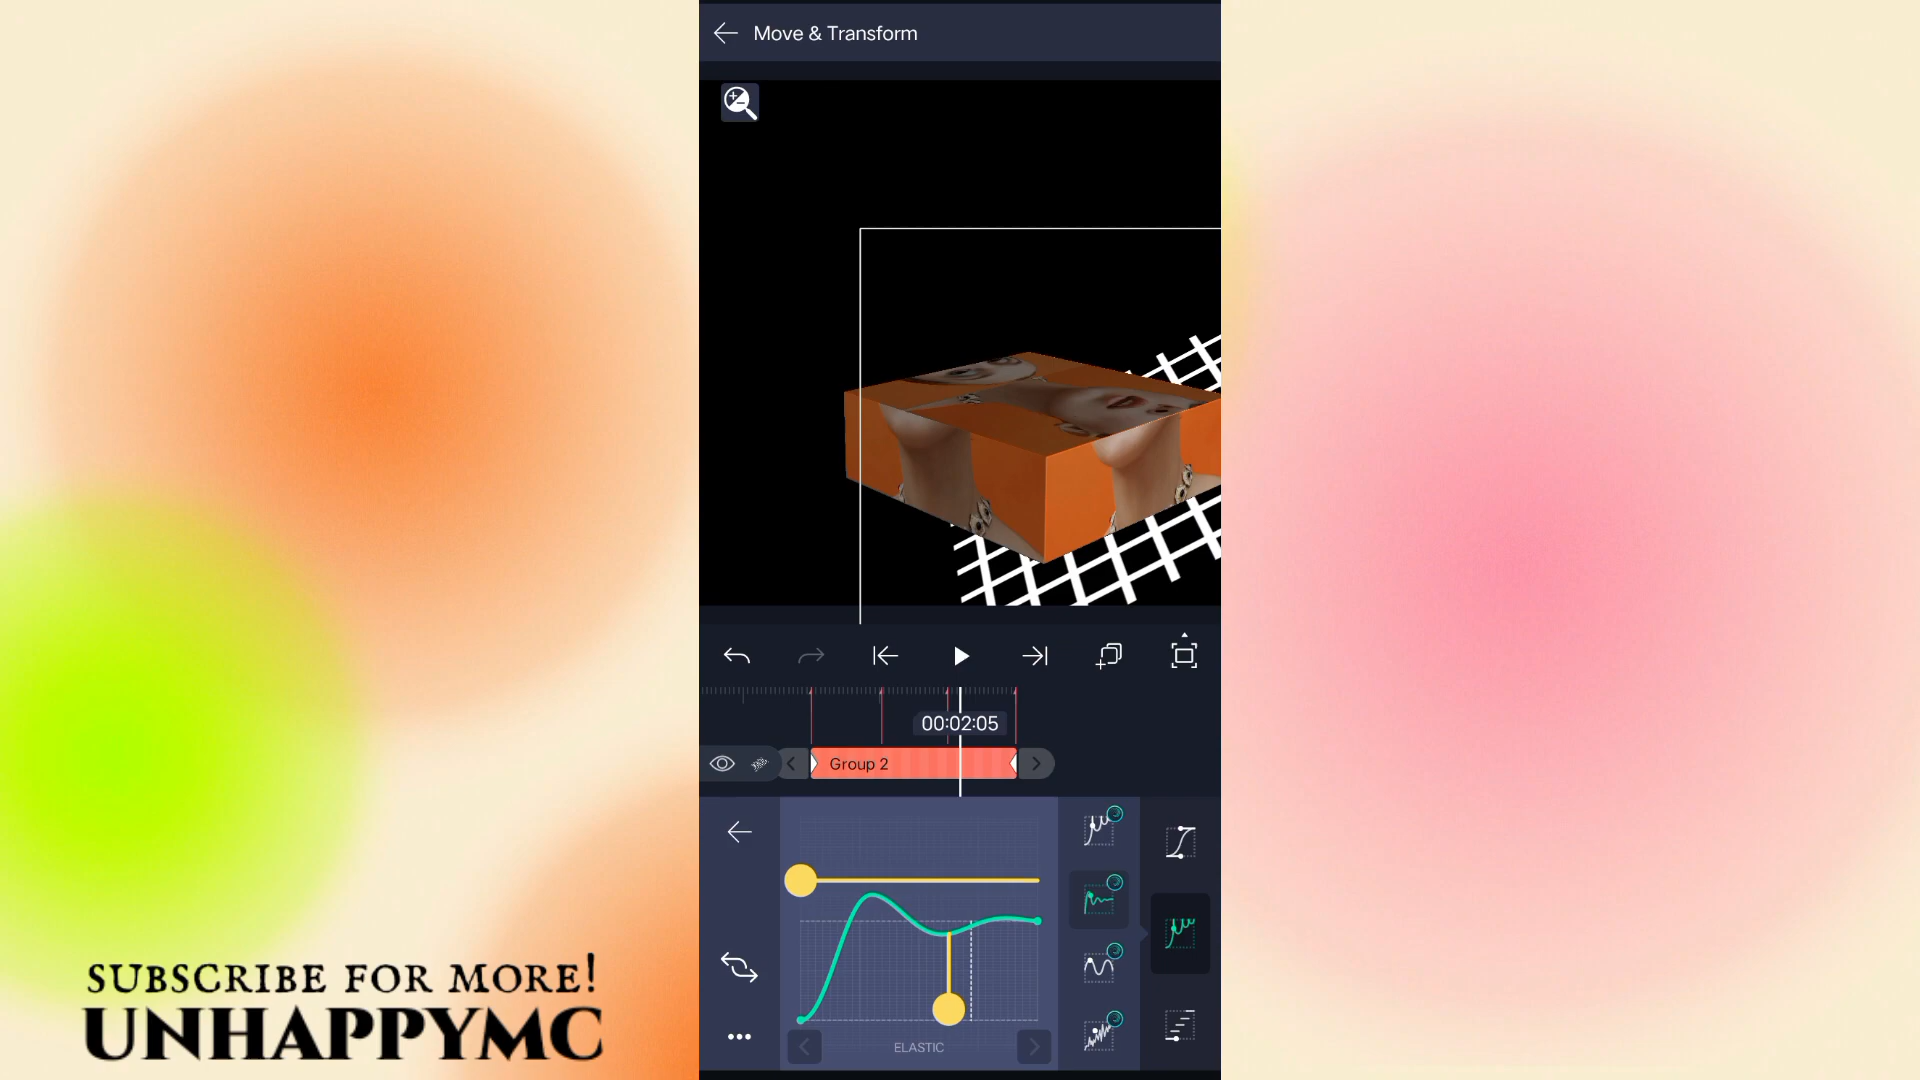 Move & Transform
00:02:05
Group 2
ELASTIC
SUBSCRIBE FOR MORE!
UNHAPPYMC